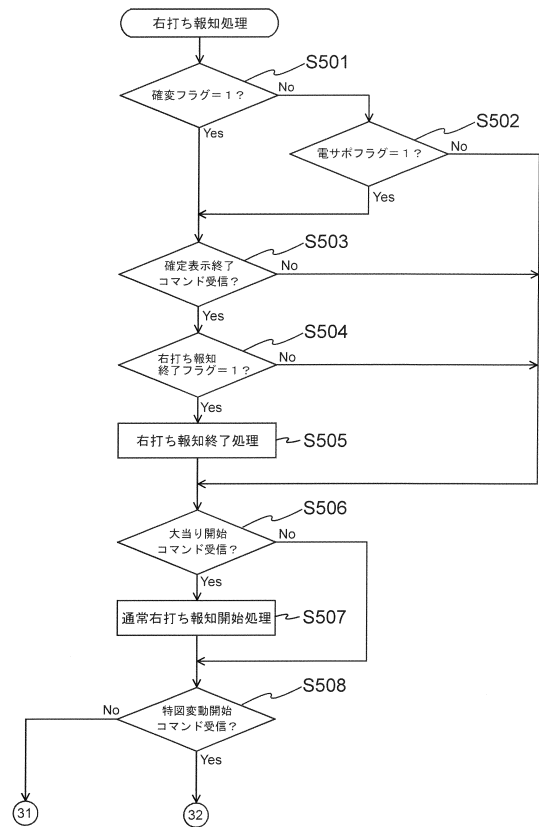 右打ち報知処理
S501
確変フラグ=1?
No
Yes
S502
電サポフラグ=1?
No
Yes
S503
確定表示終了
コマンド受信?
No
Yes
S504
右打ち報知
終了フラグ=1?
No
Yes
右打ち報知終了処理
S505
S506
大当り開始
コマンド受信?
No
Yes
通常右打ち報知開始処理
S507
S508
特図変動開始
コマンド受信?
No
Yes
31
32